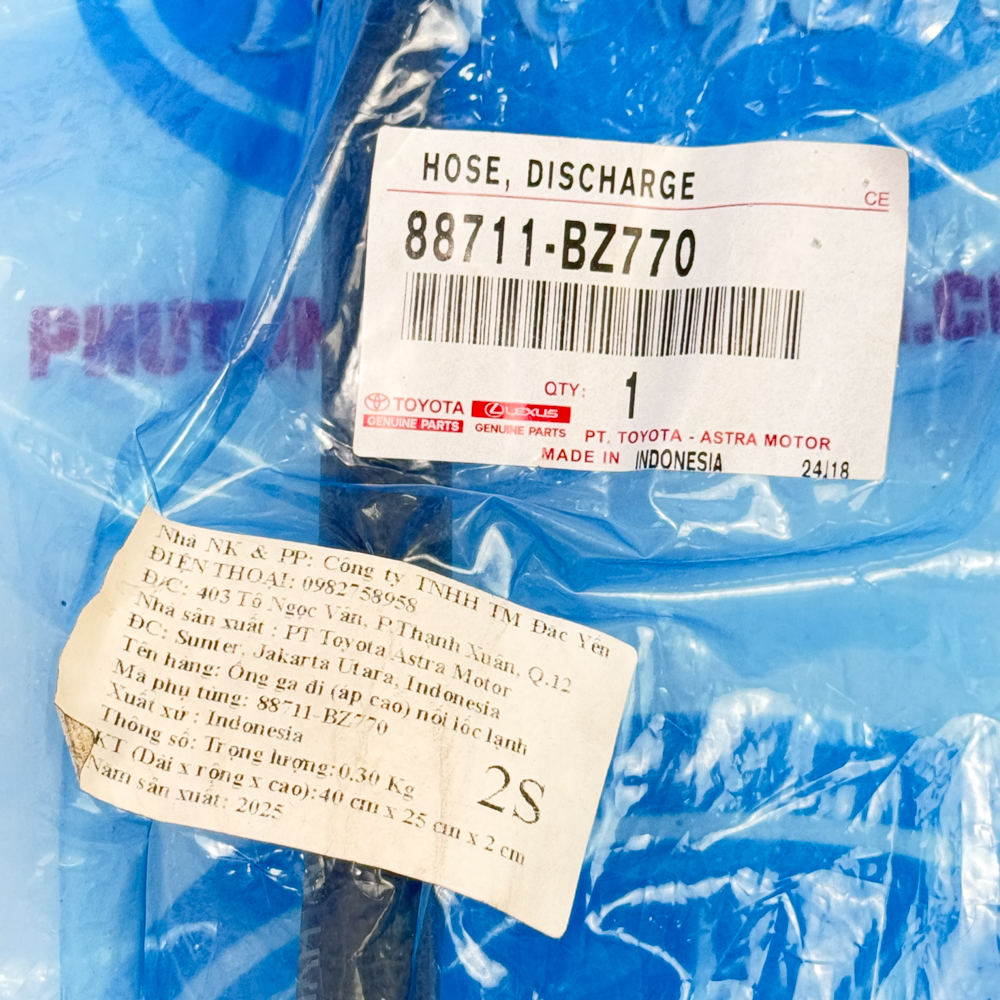 HOSE, DISCHARGE
CE
88711-BZ770
QTY: 1
TOYOTA
GENUINE PARTS
LEXUS
GENUINE PARTS
PT. TOYOTA - ASTRA MOTOR
MADE IN INDONESIA
24J18
Nhà NK & PP: Công ty TNHH TM Đắc Yến
ĐIỆN THOẠI: 0982758958
Đ/C: 403 Tô Ngọc Vân, P.Thạnh Xuân, Q.12
Nhà sản xuất : PT Toyota Astra Motor
ĐC: Sunter, Jakarta Utara, Indonesia
Tên hàng: Ống ga đi (áp cao) nối lốc lạnh
Mã phụ tùng: 88711-BZ770
Xuất xứ : Indonesia
Thông số: Trọng lượng:0.30 Kg
KT (Dài x rộng x cao):40 cm x 25 cm x 2 cm
Năm sản xuất: 2025
2S